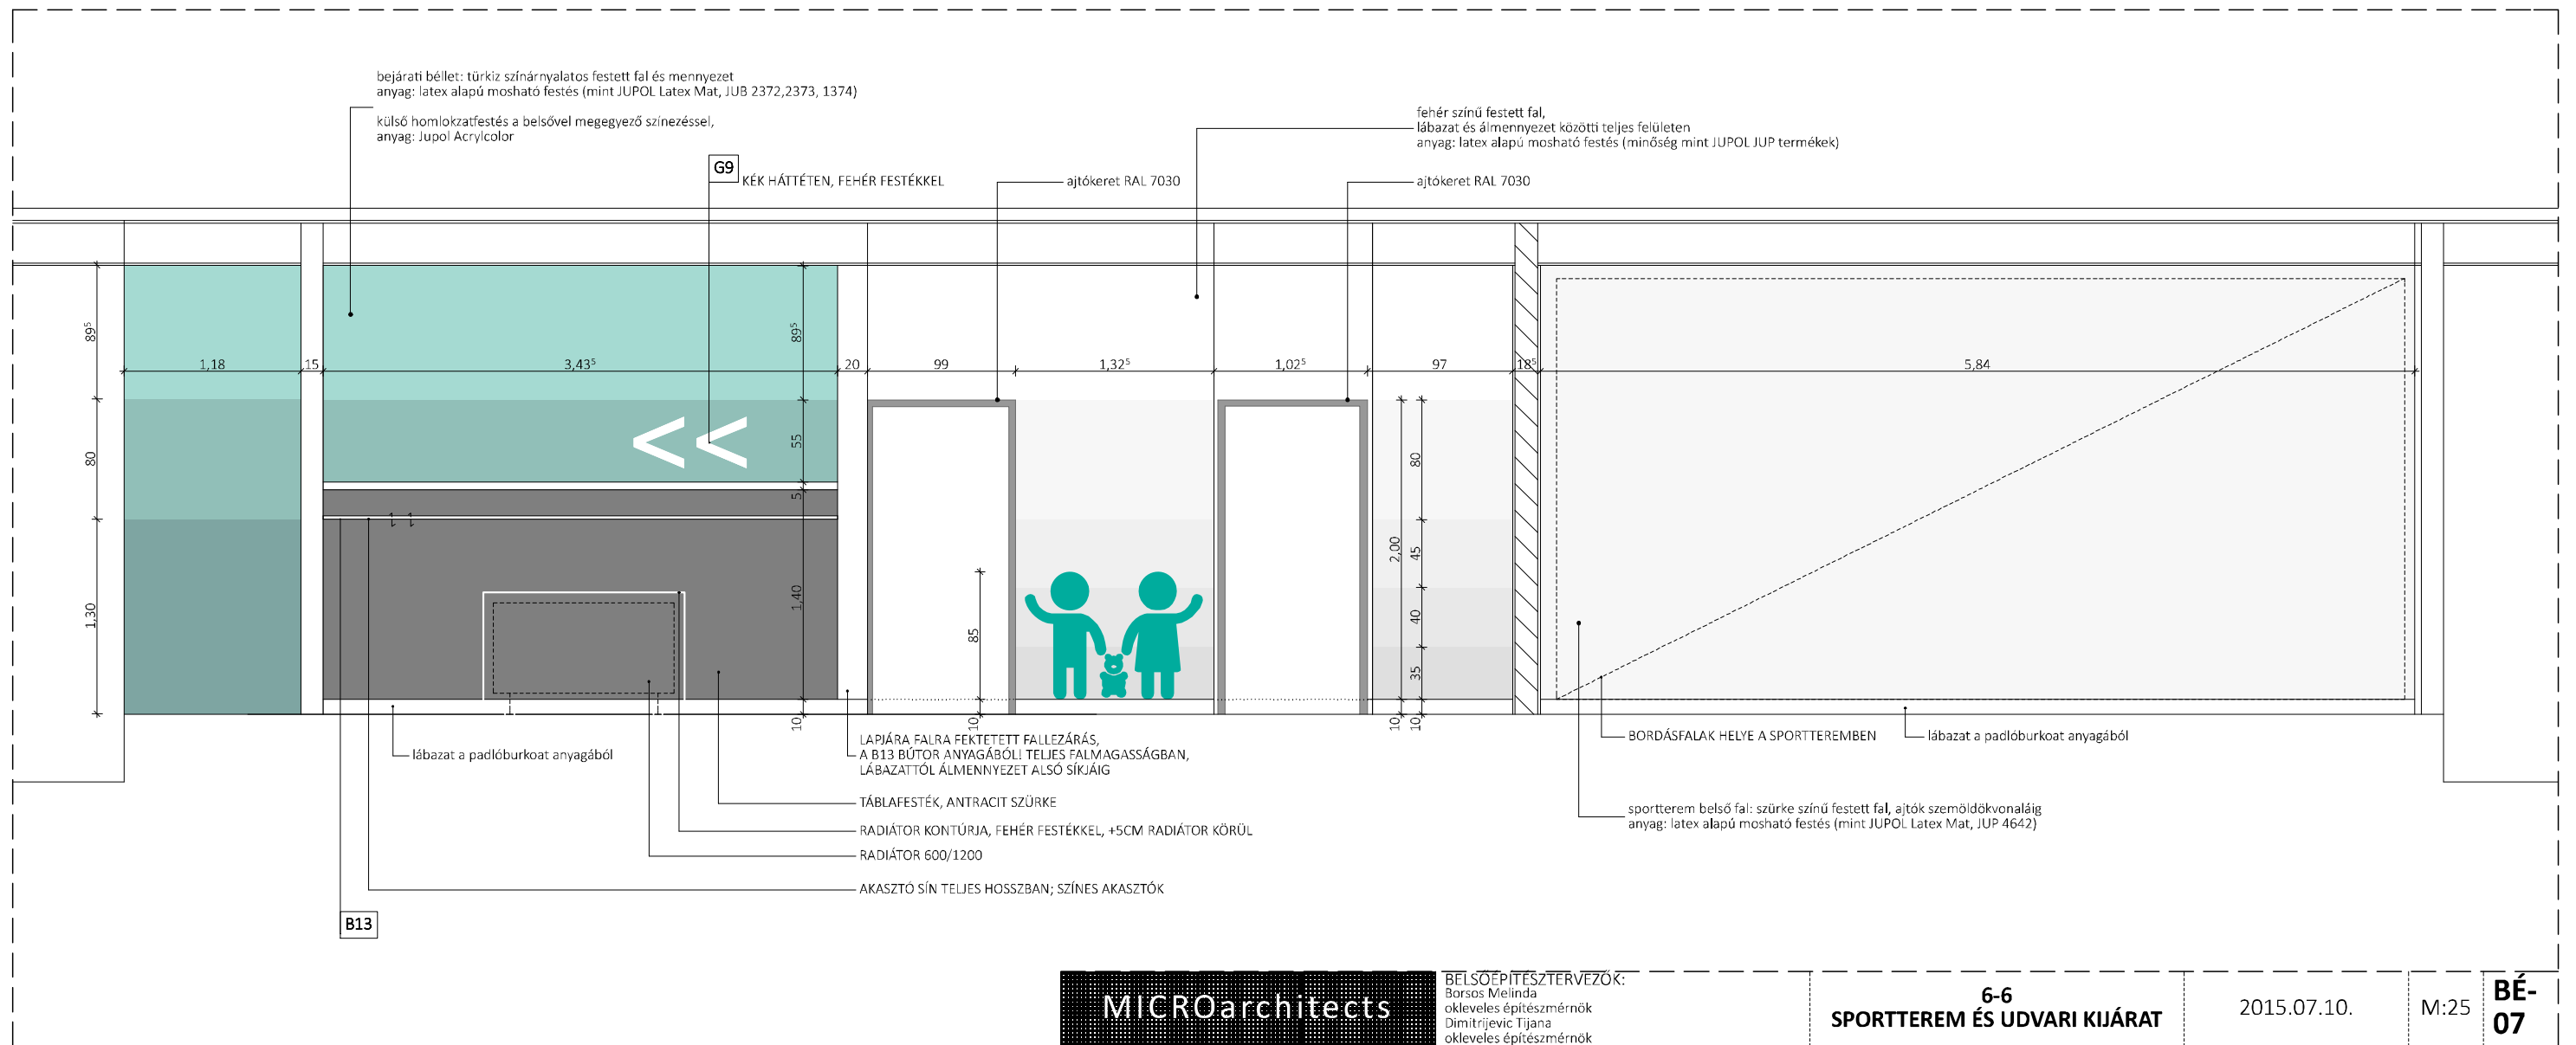 bejárati béllet: türkiz színárnyalatos festett fal és mennyezet
anyag: latex alapú mosható festés (mint JUPOL Latex Mat, JUB 2372,2373, 1374)
külső homlokzatfestés a belsővel megegyező színezéssel,
anyag: Jupol Acrylcolor
G9
KÉK HÁTTÉTEN, FEHÉR FESTÉKKEL
ajtókeret RAL 7030
fehér színű festett fal,
lábazat és álmennyezet közötti teljes felületen
anyag: latex alapú mosható festés (minőség mint JUPOL JUP termékek)
ajtókeret RAL 7030
89⁵
80
1,30
1,18
15
3,43⁵
20
99
1,32⁵
1,02⁵
97
18⁵
5,84
89⁵
55
5
1,40
10
<<
85
10
2,00
10
80
45
40
35
10
lábazat a padlóburkoat anyagából
LAPJÁRA FALRA FEKTETETT FALLEZÁRÁS,
A B13 BÚTOR ANYAGÁBÓL! TELJES FALMAGASSÁGBAN,
LÁBAZATTÓL ÁLMENNYEZET ALSÓ SÍKJÁIG
TÁBLAFESTÉK, ANTRACIT SZÜRKE
RADIÁTOR KONTÚRJA, FEHÉR FESTÉKKEL, +5CM RADIÁTOR KÖRÜL
RADIÁTOR 600/1200
AKASZTÓ SÍN TELJES HOSSZBAN; SZÍNES AKASZTÓK
B13
BORDÁSFALAK HELYE A SPORTTEREMBEN
lábazat a padlóburkoat anyagából
sportterem belső fal: szürke színű festett fal, ajtók szemöldökvonaláig
anyag: latex alapú mosható festés (mint JUPOL Latex Mat, JUP 4642)
MICROarchitects
BELSŐÉPÍTÉSZTERVEZŐK:
Borsos Melinda
okleveles építészmérnök
Dimitrijevic Tijana
okleveles építészmérnök
6-6
SPORTTEREM ÉS UDVARI KIJÁRAT
2015.07.10.
M:25
BÉ-
07